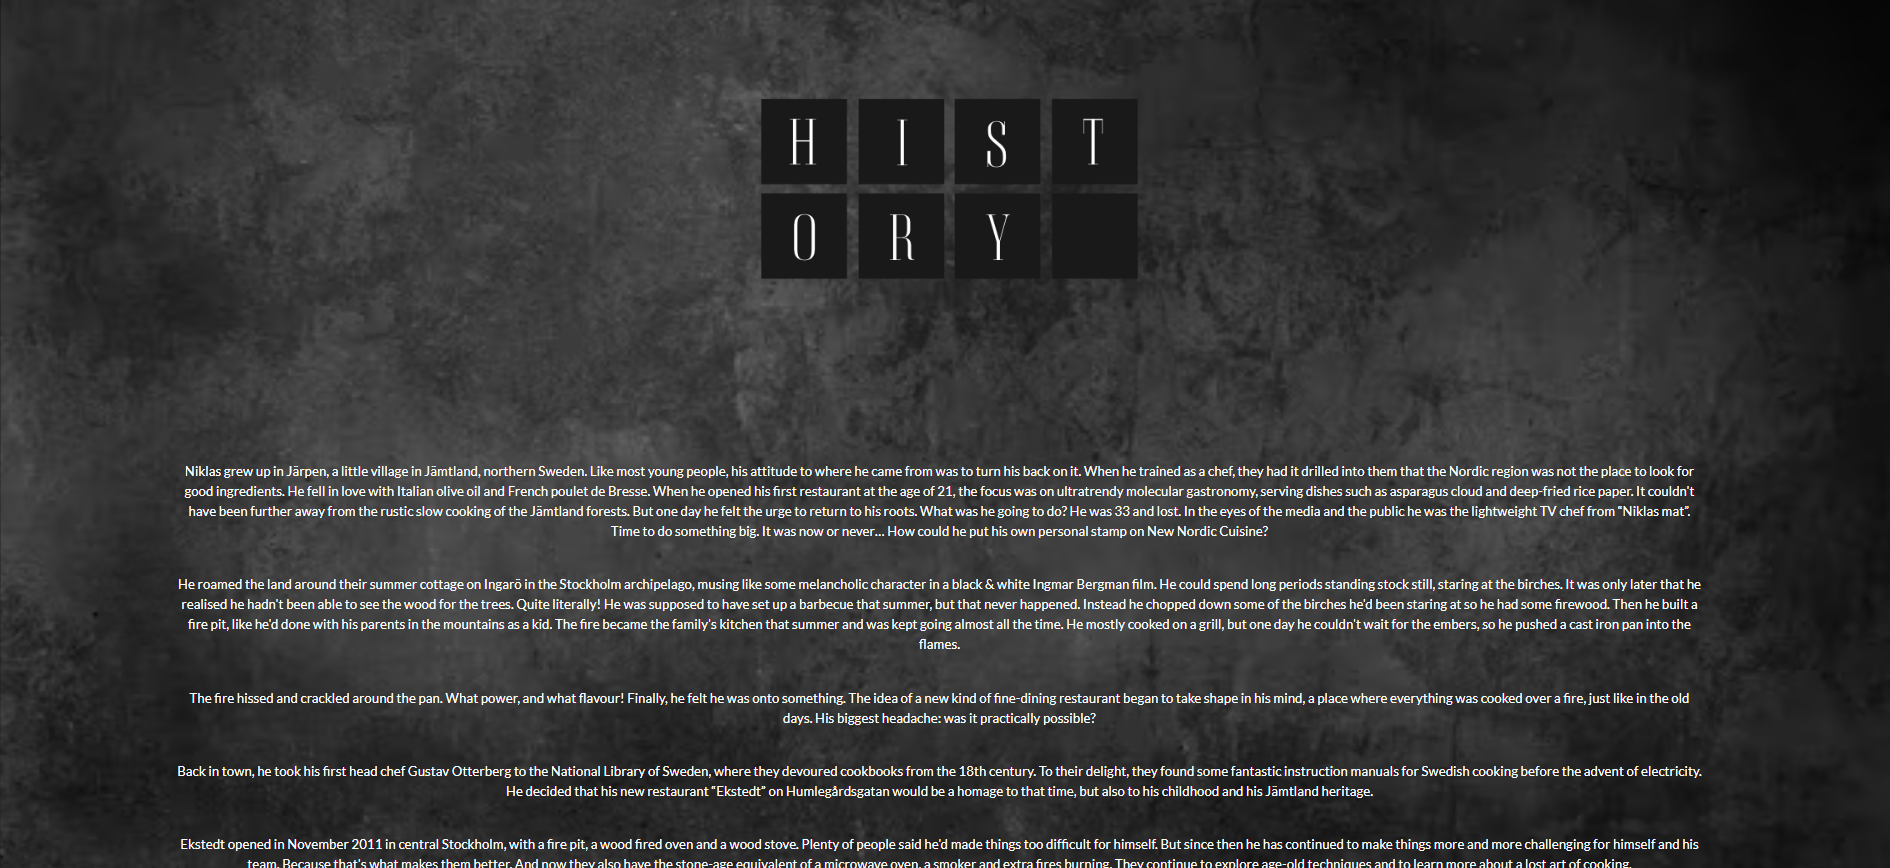 HIST
ORY
Niklas grew up in Järpen, a little village in Jämtland, northern Sweden. Like most young people, his attitude to where he came from was to turn his back on it. When he trained as a chef, they had it drilled into them that the Nordic region was not the place to look for
good ingredients. He fell in love with Italian olive oil and French poulet de Bresse. When he opened his first restaurant at the age of 21, the focus was on ultratrendy molecular gastronomy, serving dishes such as asparagus cloud and deep-fried rice paper. It couldn't
have been further away from the rustic slow cooking of the Jämtland forests. But one day he felt the urge to return to his roots. What was he going to do? He was 33 and lost. In the eyes of the media and the public he was the lightweight TV chef from “Niklas mat”.
Time to do something big. It was now or never… How could he put his own personal stamp on New Nordic Cuisine?
He roamed the land around their summer cottage on Ingarö in the Stockholm archipelago, musing like some melancholic character in a black & white Ingmar Bergman film. He could spend long periods standing stock still, staring at the birches. It was only later that he
realised he hadn't been able to see the wood for the trees. Quite literally! He was supposed to have set up a barbecue that summer, but that never happened. Instead he chopped down some of the birches he'd been staring at so he had some firewood. Then he built a
fire pit, like he'd done with his parents in the mountains as a kid. The fire became the family's kitchen that summer and was kept going almost all the time. He mostly cooked on a grill, but one day he couldn't wait for the embers, so he pushed a cast iron pan into the
flames.
The fire hissed and crackled around the pan. What power, and what flavour! Finally, he felt he was onto something. The idea of a new kind of fine-dining restaurant began to take shape in his mind, a place where everything was cooked over a fire, just like in the old
days. His biggest headache: was it practically possible?
Back in town, he took his first head chef Gustav Otterberg to the National Library of Sweden, where they devoured cookbooks from the 18th century. To their delight, they found some fantastic instruction manuals for Swedish cooking before the advent of electricity.
He decided that his new restaurant “Ekstedt” on Humlegårdsgatan would be a homage to that time, but also to his childhood and his Jämtland heritage.
Ekstedt opened in November 2011 in central Stockholm, with a fire pit, a wood fired oven and a wood stove. Plenty of people said he'd made things too difficult for himself. But since then he has continued to make things more and more challenging for himself and his
team. Because that's what makes them better. And now they also have the stone-age equivalent of a microwave oven, a smoker and extra fires burning. They continue to explore age-old techniques and to learn more about a lost art of cooking.